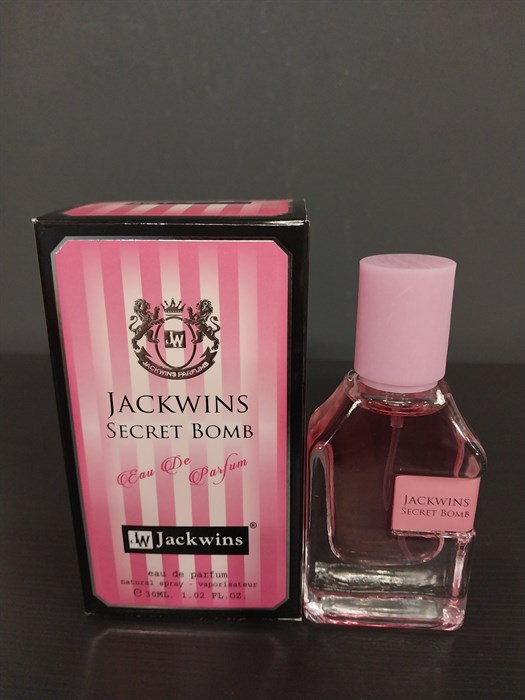 JW
JACKWINS PARFUMS
JACKWINS
SECRET BOMB
Eau De Parfum
JW Jackwins®
eau de parfum
natural spray - vaporisateur
℮ 30ML. 1.02 FL.OZ.
JACKWINS
SECRET BOMB